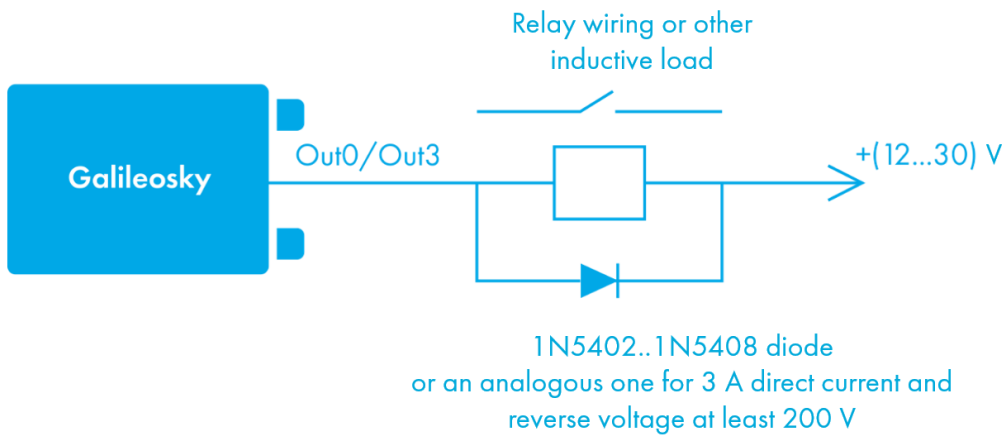 Relay wiring or other
inductive load
Galileosky
Out0/Out3
+(12...30) V
1N5402..1N5408 diode
or an analogous one for 3 A direct current and
reverse voltage at least 200 V